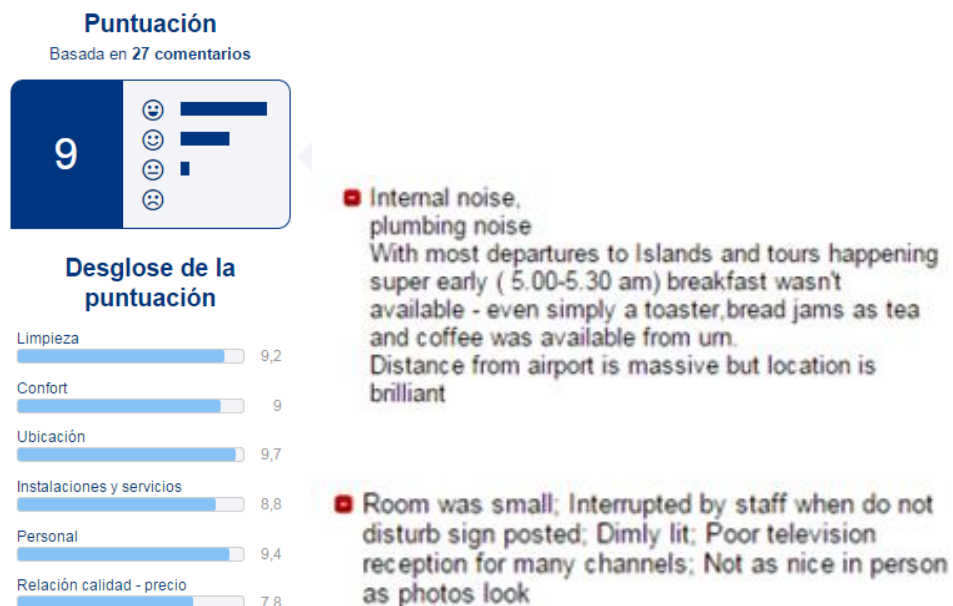 Puntuación
Basada en 27 comentarios
9
Desglose de la
puntuación
Limpieza
9,2
Confort
9
Ubicación
9,7
Instalaciones y servicios
8,8
Personal
9,4
Relación calidad - precio
7,8
Internal noise,
plumbing noise
With most departures to Islands and tours happening
super early ( 5.00-5.30 am) breakfast wasn't
available - even simply a toaster,bread jams as tea
and coffee was available from urn.
Distance from airport is massive but location is
brilliant
Room was small; Interrupted by staff when do not
disturb sign posted; Dimly lit; Poor television
reception for many channels; Not as nice in person
as photos look